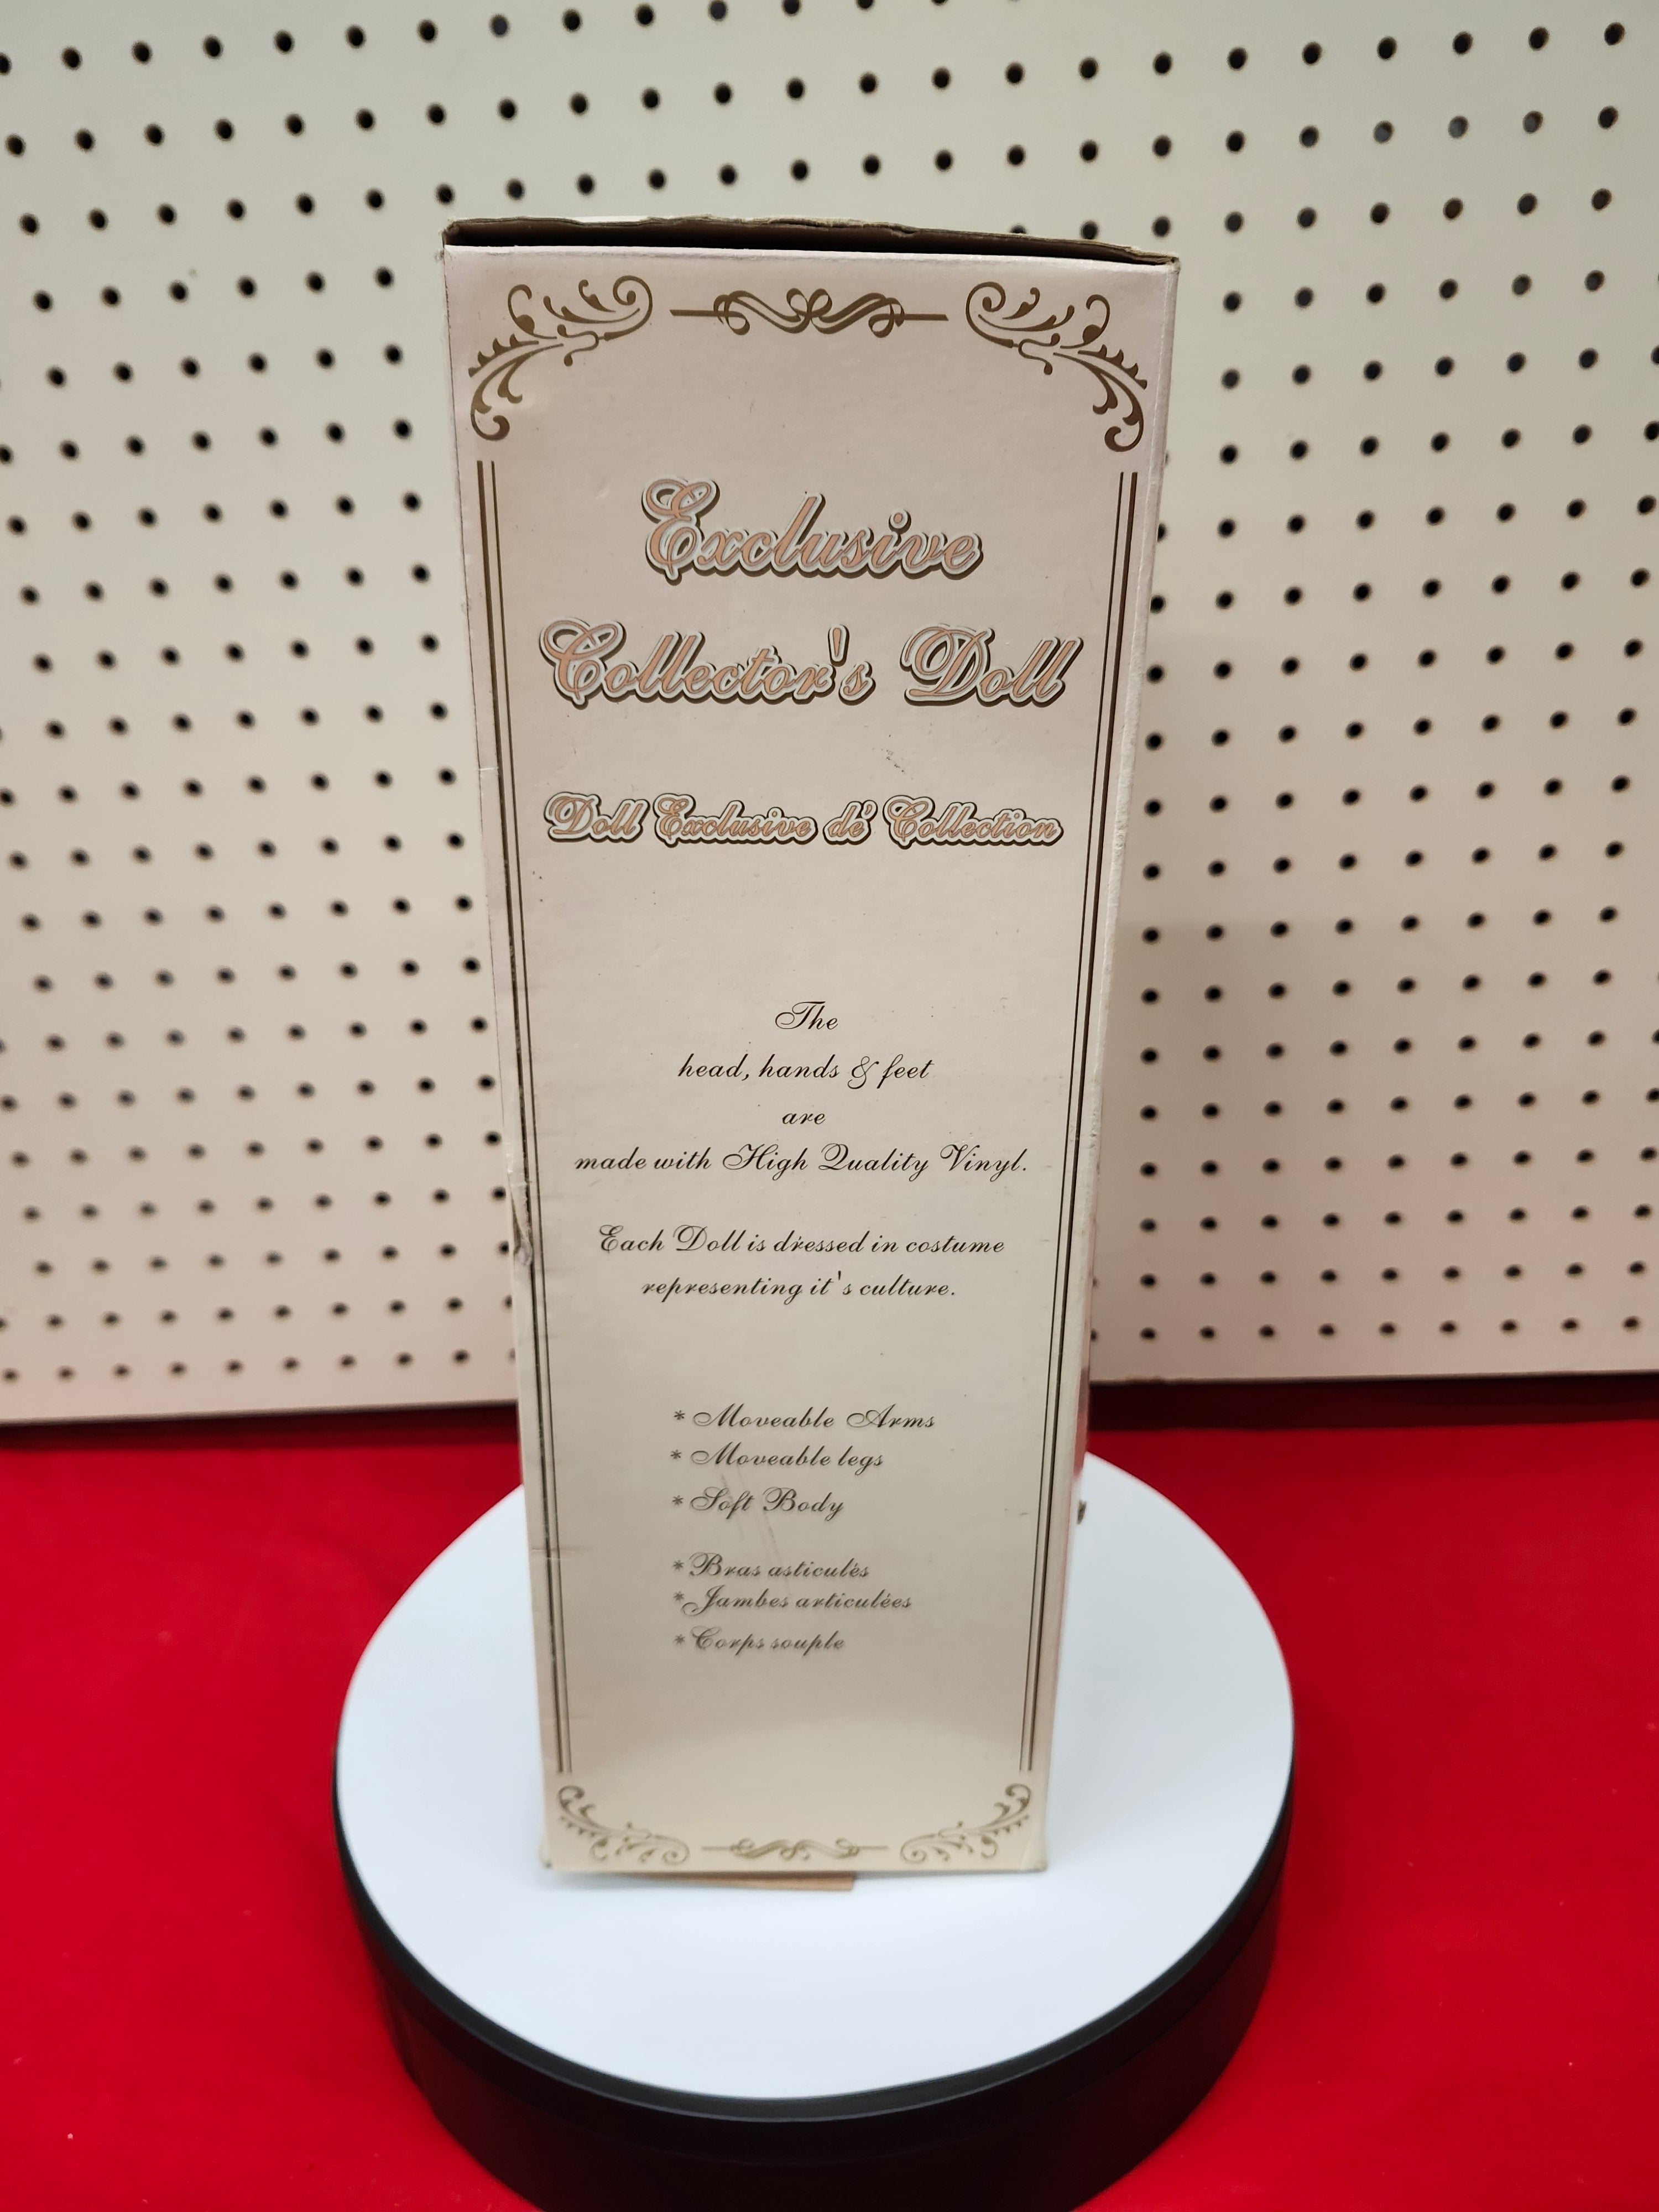 Exclusive
Collector's Doll
Doll Exclusive de' Collection
The
head, hands & feet
are
made with High Quality Vinyl.
Each Doll is dressed in costume
representing it's culture.
* Moveable Arms
* Moveable legs
* Soft Body
* Bras asticulés
* Jambes articulées
* Corps souple